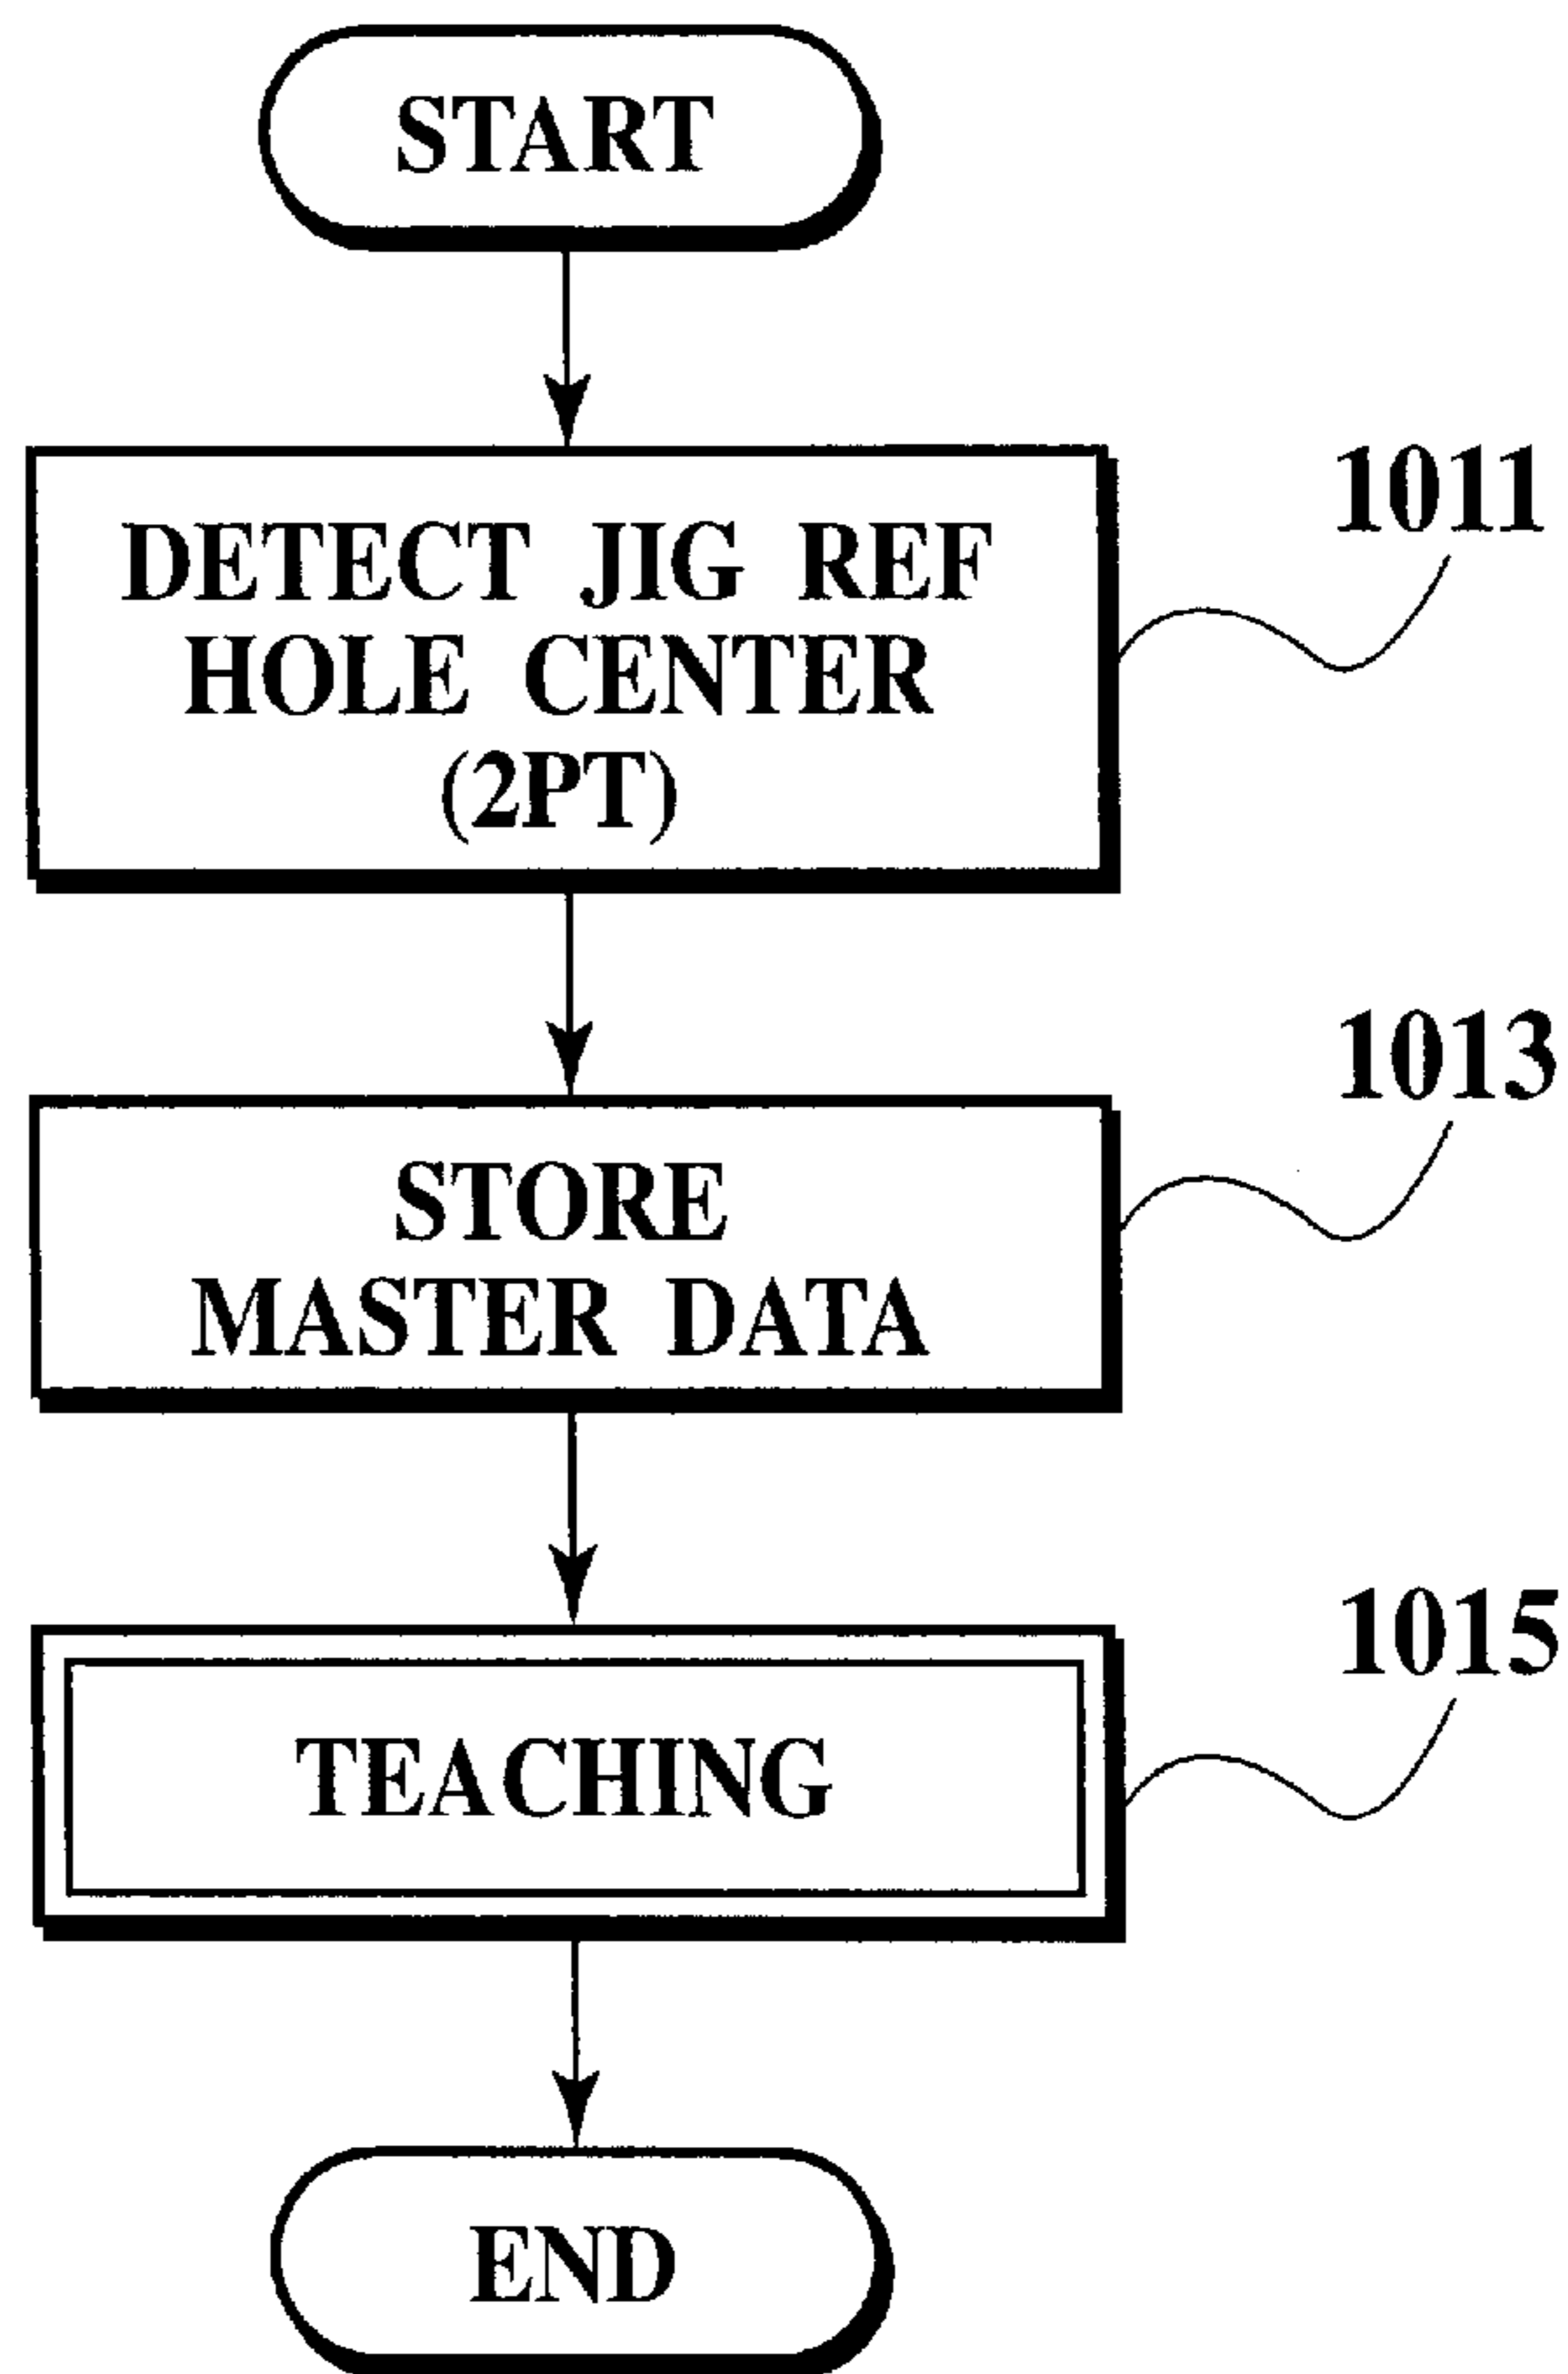 START
DETECT JIG REF
HOLE CENTER
(2PT)
1011
STORE
MASTER DATA
1013
TEACHING
1015
END